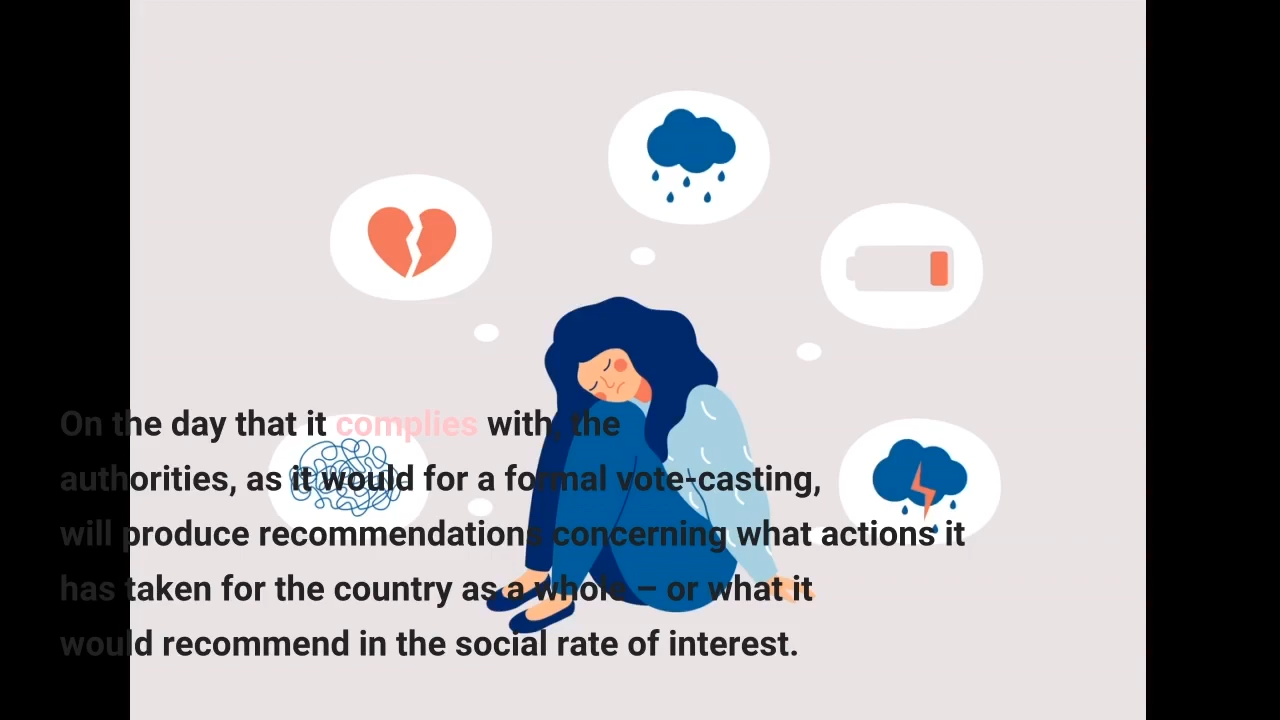 On the day that it complies with, the
authorities, as it would for a formal vote-casting,
will produce recommendations concerning what actions it
has taken for the country as a whole – or what it
would recommend in the social rate of interest.